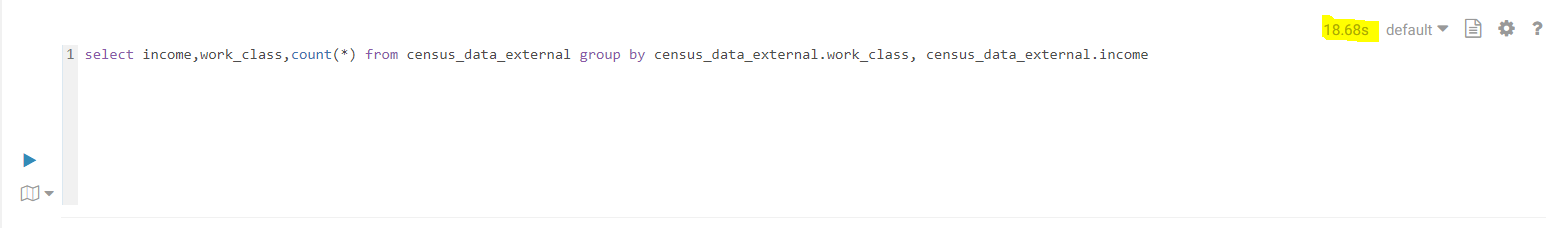 18.68s default ?
1 select income,work_class,count(*) from census_data_external group by census_data_external.work_class, census_data_external.income